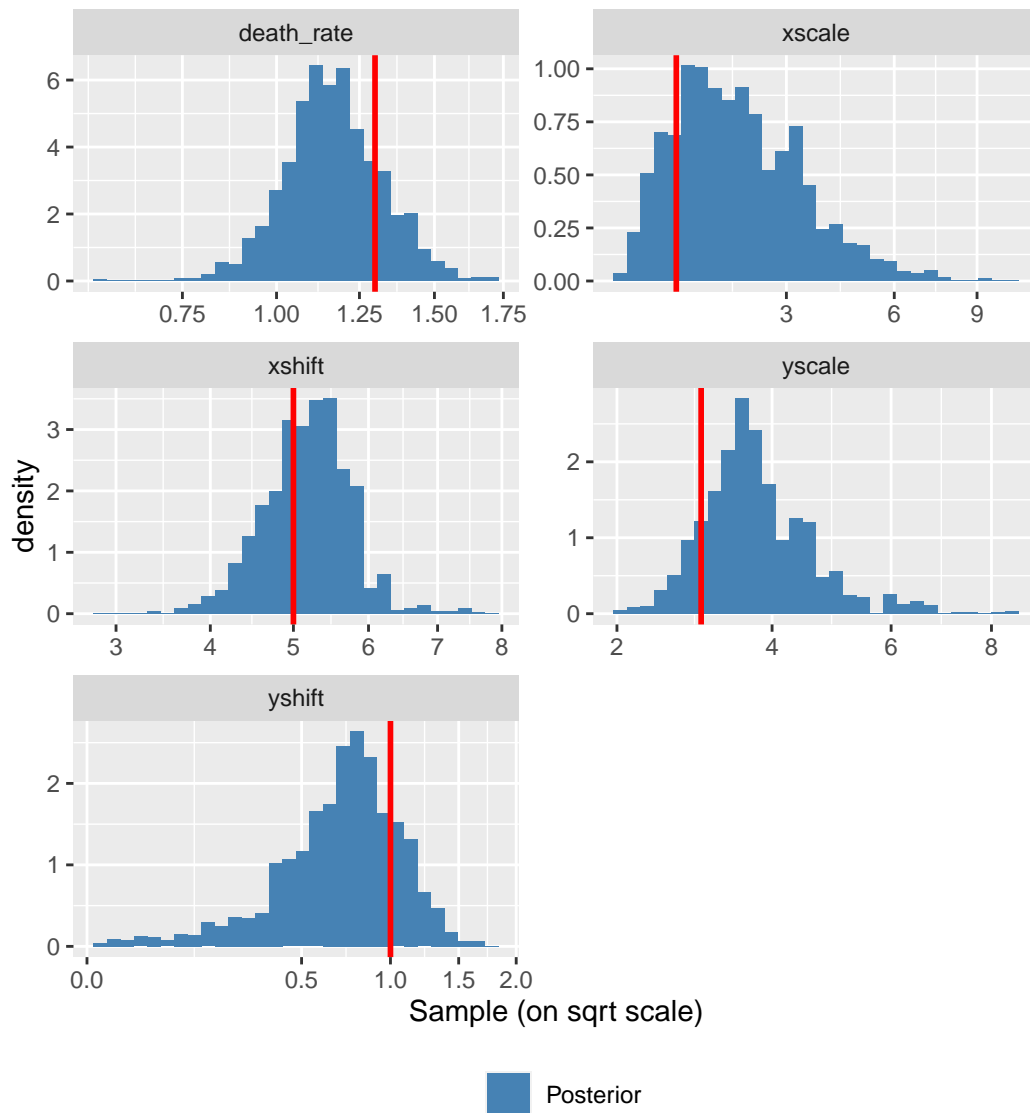 death_rate
xscale
6
4
2
0
1.00
0.75
0.50
0.25
0.00
0.75 1.00 1.25 1.50 1.75
3 6 9
xshift
yscale
3
2
1
0
2
1
0
3 4 5 6 7 8
2 4 6 8
density
yshift
2
1
0
0.0 0.5 1.0 1.5 2.0
Sample (on sqrt scale)
Posterior